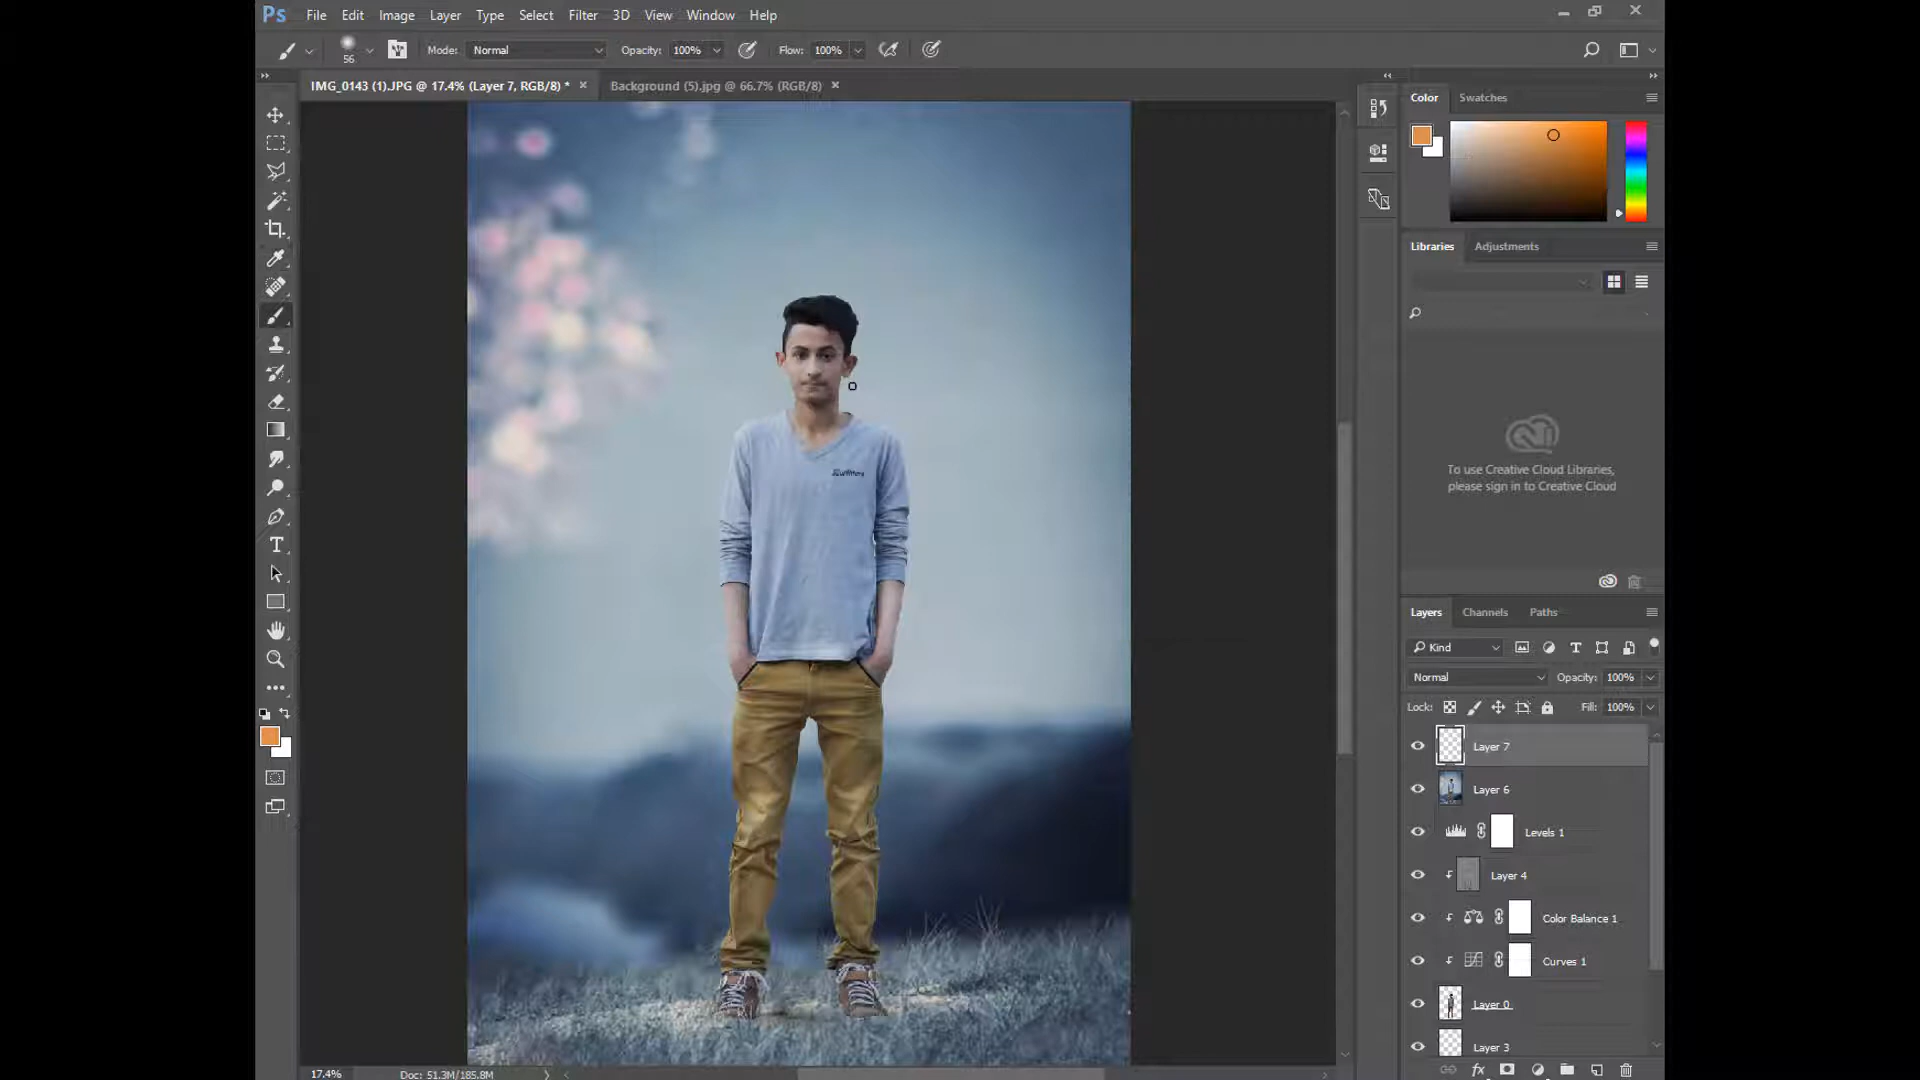 Ps File Edit Image Layer Type Select Filter 3D View Window Help
56 Mode: Normal Opacity: 100% Flow: 100%
IMG_0143 (1).JPG @ 17.4% (Layer 7, RGB/8) * × Background (5).jpg @ 66.7% (RGB/8) ×
Color Swatches
Libraries Adjustments
To use Creative Cloud Libraries,
please sign in to Creative Cloud
Layers Channels Paths
Kind
Normal Opacity: 100%
Lock: Fill: 100%
Layer 7
Layer 6
Levels 1
Layer 4
Color Balance 1
Curves 1
Layer 0
Layer 3
17.4% Doc: 51.3M/185.8M